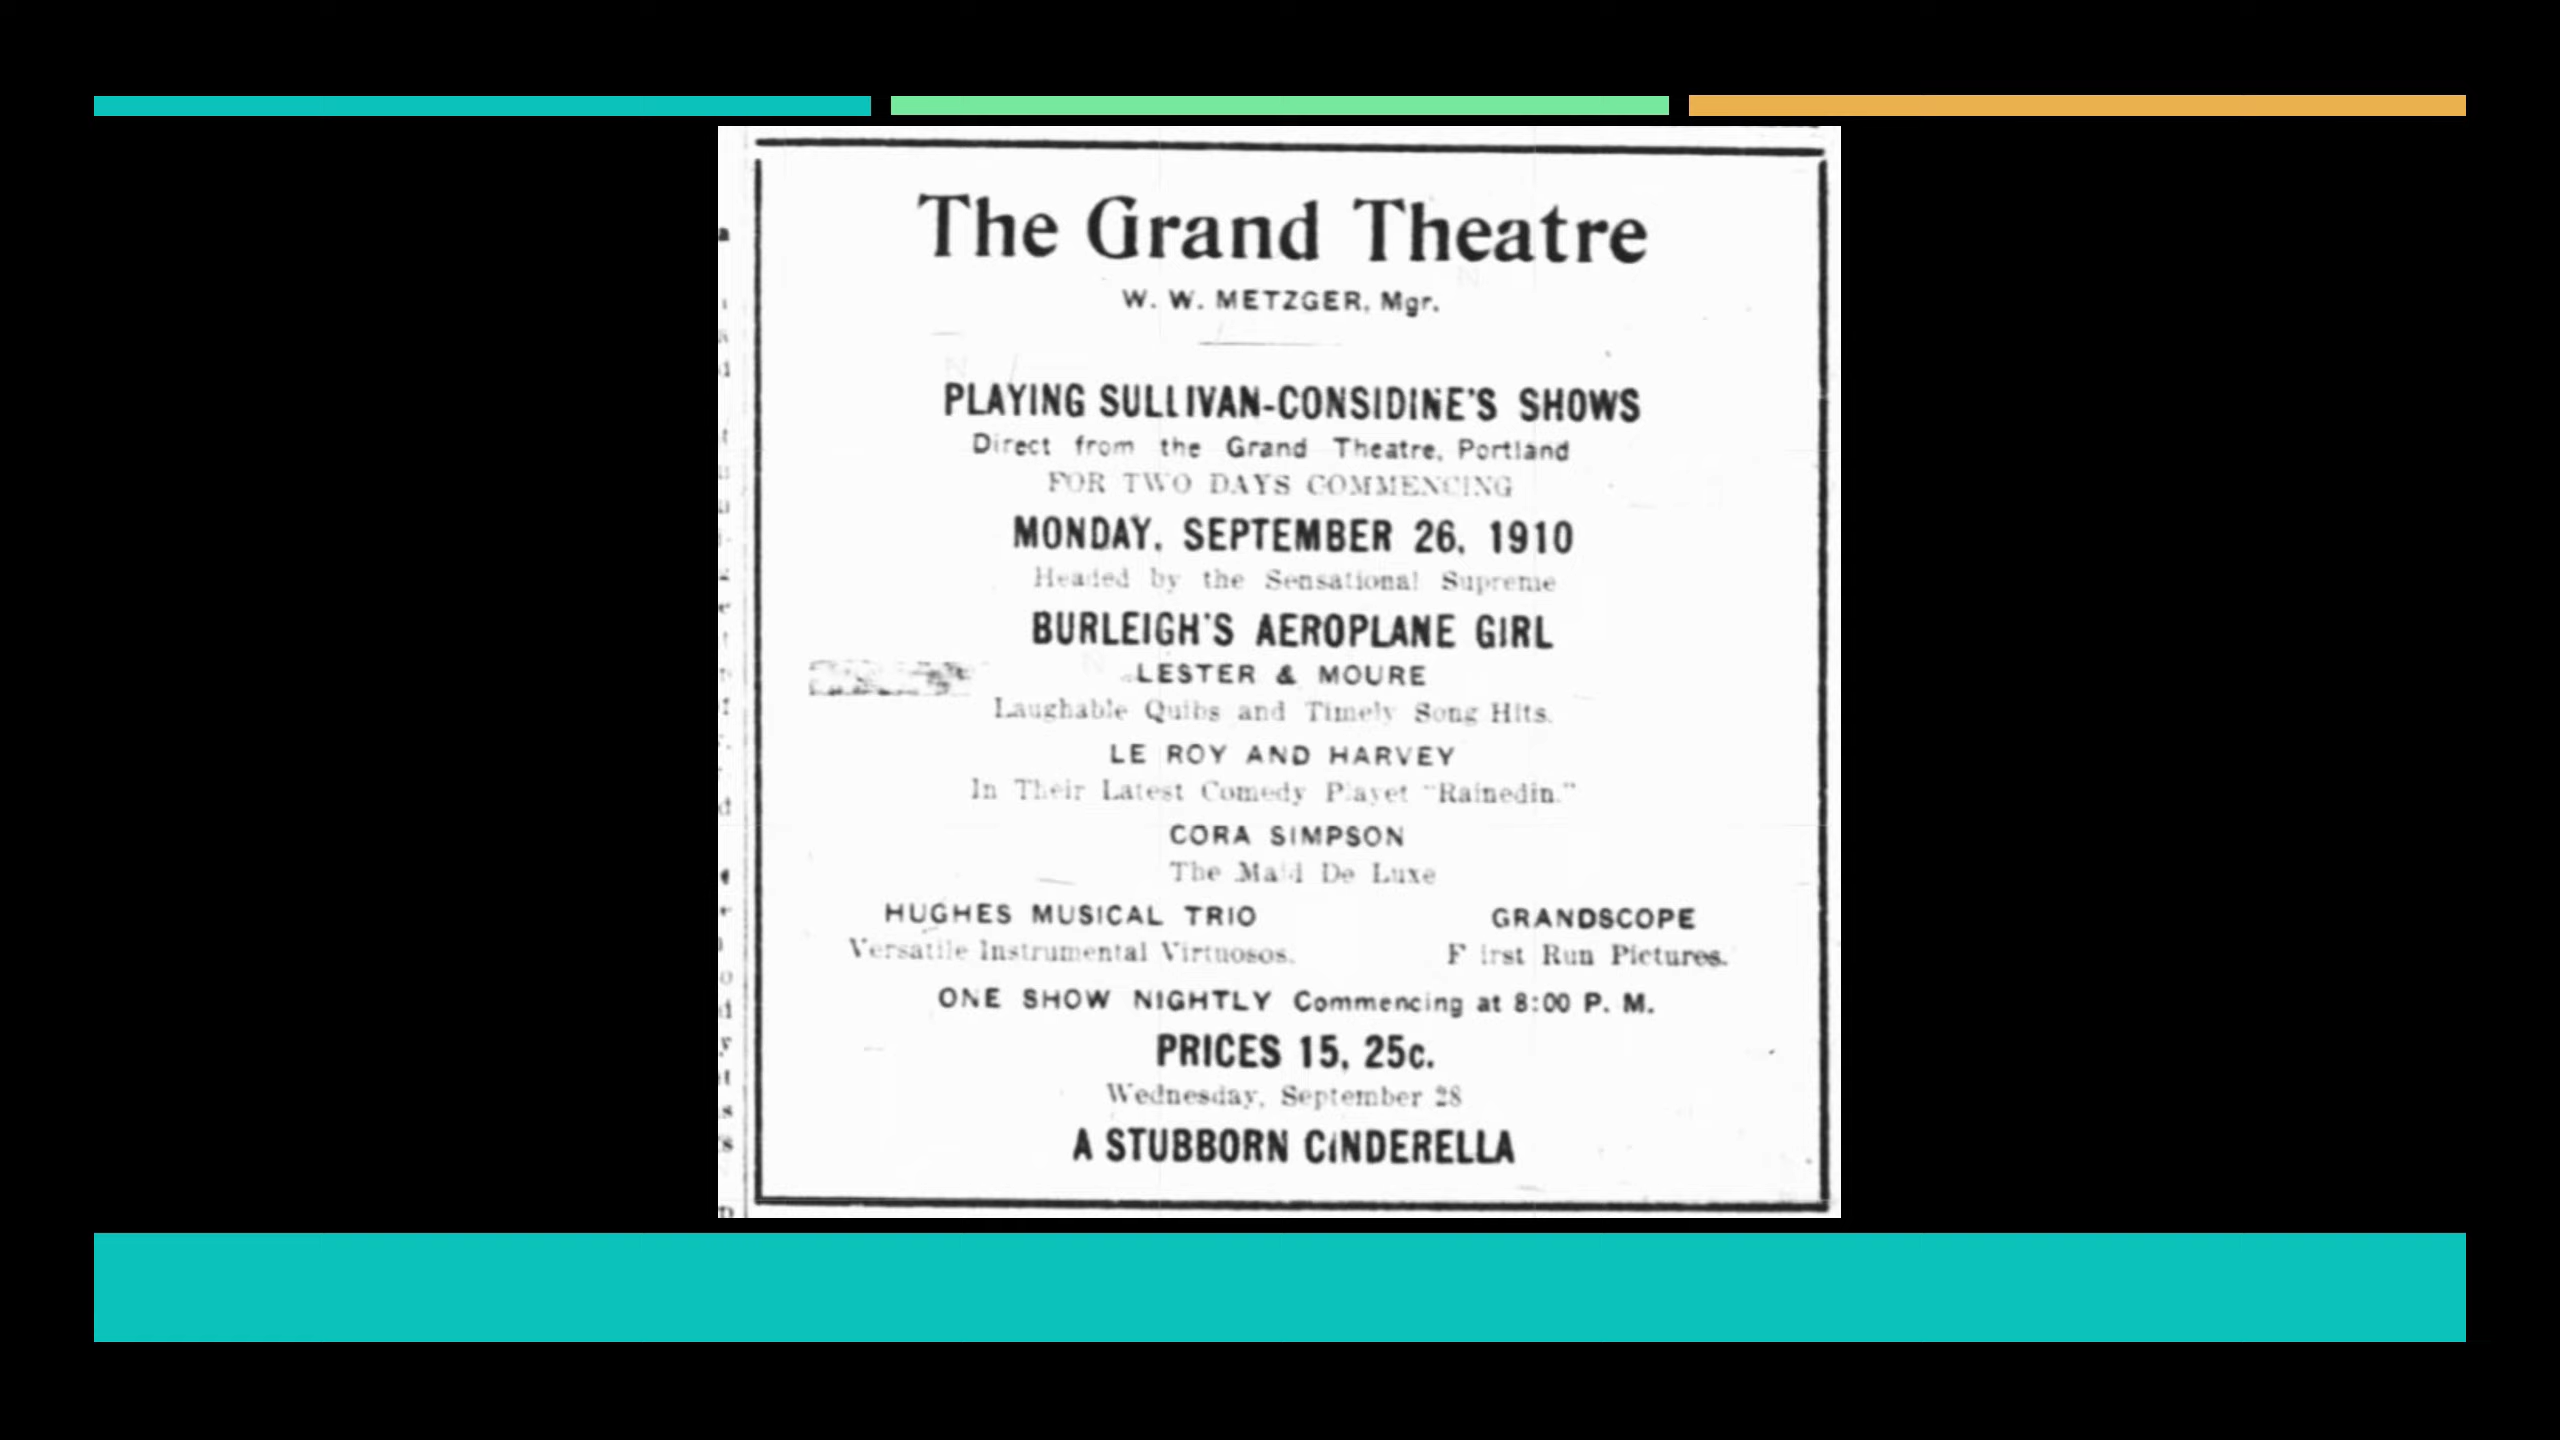 The Grand Theatre
W. W. METZGER, Mgr.
PLAYING SULLIVAN-CONSIDINE'S SHOWS
Direct from the Grand Theatre, Portland
FOR TWO DAYS COMMENCING
MONDAY, SEPTEMBER 26, 1910
Headed by the Sensational Supreme
BURLEIGH'S AEROPLANE GIRL
LESTER & MOURE
Laughable Quibs and Timely Song Hits.
LE ROY AND HARVEY
In Their Latest Comedy Playet "Rainedin."
CORA SIMPSON
The Maid De Luxe
HUGHES MUSICAL TRIO
Versatile Instrumental Virtuosos.
GRANDSCOPE
F irst Run Pictures.
ONE SHOW NIGHTLY Commencing at 8:00 P. M.
PRICES 15, 25c.
Wednesday, September 28
A STUBBORN CINDERELLA